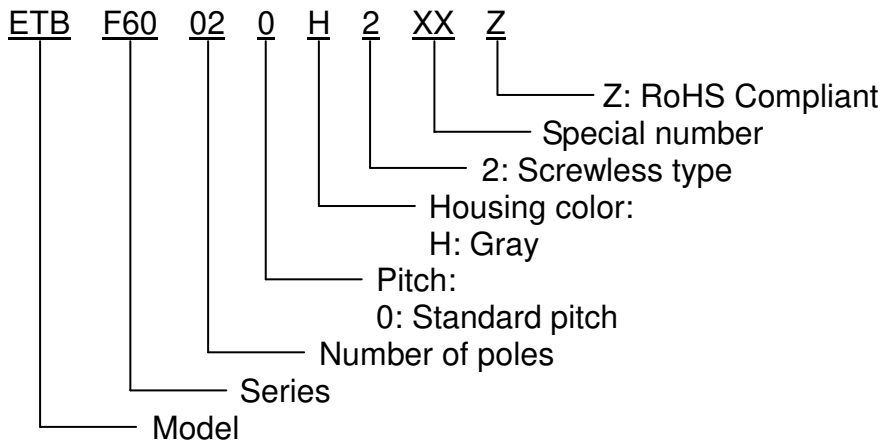 ETB F60 02 0 H 2 XX Z
Z: RoHS Compliant
Special number
2: Screwless type
Housing color:
H: Gray
Pitch:
0: Standard pitch
Number of poles
Series
Model